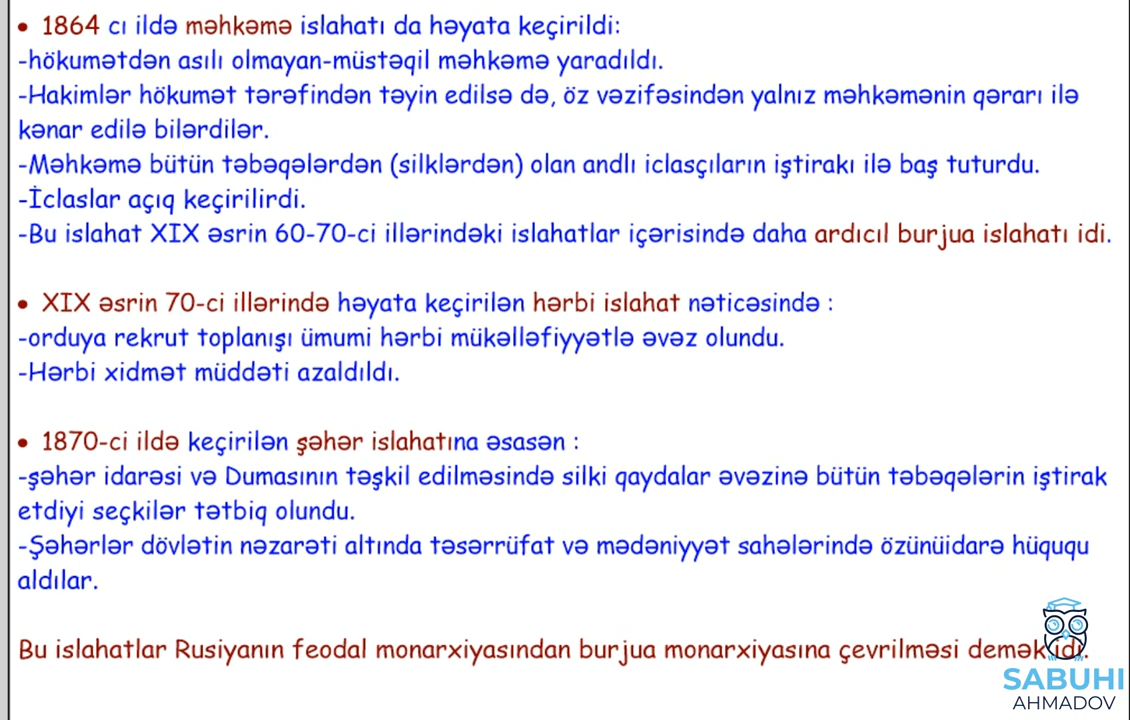 • 1864 cı ildə məhkəmə islahatı da həyata keçirildi:
-hökumətdən asılı olmayan-müstəqil məhkəmə yaradıldı.
-Hakimlər hökumət tərəfindən təyin edilsə də, öz vəzifəsindən yalnız məhkəmənin qərarı ilə
kənar edilə bilərdilər.
-Məhkəmə bütün təbəqələrdən (silklərdən) olan andlı iclasçıların iştirakı ilə baş tuturdu.
-İclaslar açıq keçirilirdi.
-Bu islahat XIX əsrin 60-70-ci illərindəki islahatlar içərisində daha ardıcıl burjua islahatı idi.
• XIX əsrin 70-ci illərində həyata keçirilən hərbi islahat nəticəsində :
-orduya rekrut toplanışı ümumi hərbi mükəlləfiyyətlə əvəz olundu.
-Hərbi xidmət müddəti azaldıldı.
• 1870-ci ildə keçirilən şəhər islahatına əsasən :
-şəhər idarəsi və Dumasının təşkil edilməsində silki qaydalar əvəzinə bütün təbəqələrin iştirak
etdiyi seçkilər tətbiq olundu.
-Şəhərlər dövlətin nəzarəti altında təsərrüfat və mədəniyyət sahələrində özünüidarə hüququ
aldılar.
Bu islahatlar Rusiyanın feodal monarxiyasından burjua monarxiyasına çevrilməsi demək idi.
SABUHI
AHMADOV